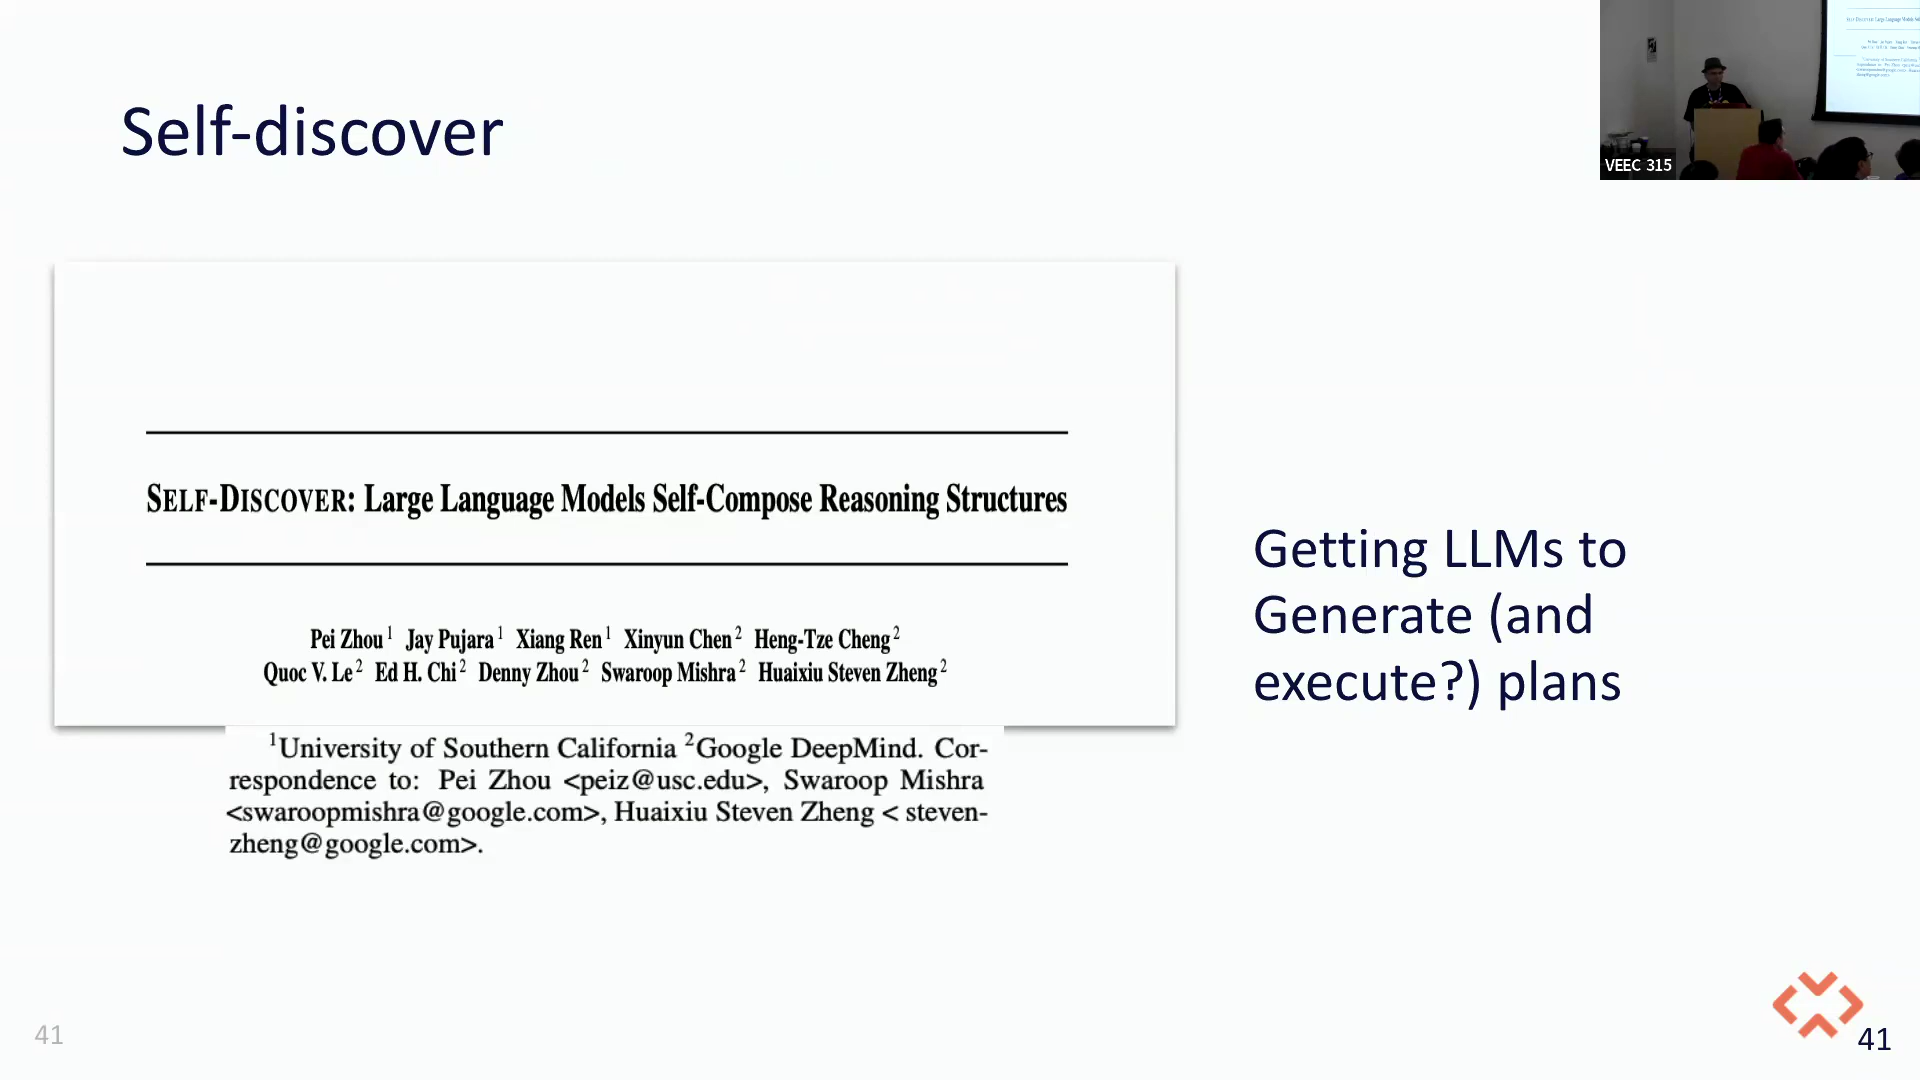 Self-discover
VEEC 315
SELF-DISCOVER: Large Language Models Self-Compose Reasoning Structures
Pei Zhou 1 Jay Pujara 1 Xiang Ren 1 Xinyun Chen 2 Heng-Tze Cheng 2
Quoc V. Le 2 Ed H. Chi 2 Denny Zhou 2 Swaroop Mishra 2 Huaixiu Steven Zheng 2
1University of Southern California 2Google DeepMind. Cor-
respondence to: Pei Zhou <peiz@usc.edu>, Swaroop Mishra
<swaroopmishra@google.com>, Huaixiu Steven Zheng < steven-
zheng@google.com>.
Getting LLMs to
Generate (and
execute?) plans
41
41